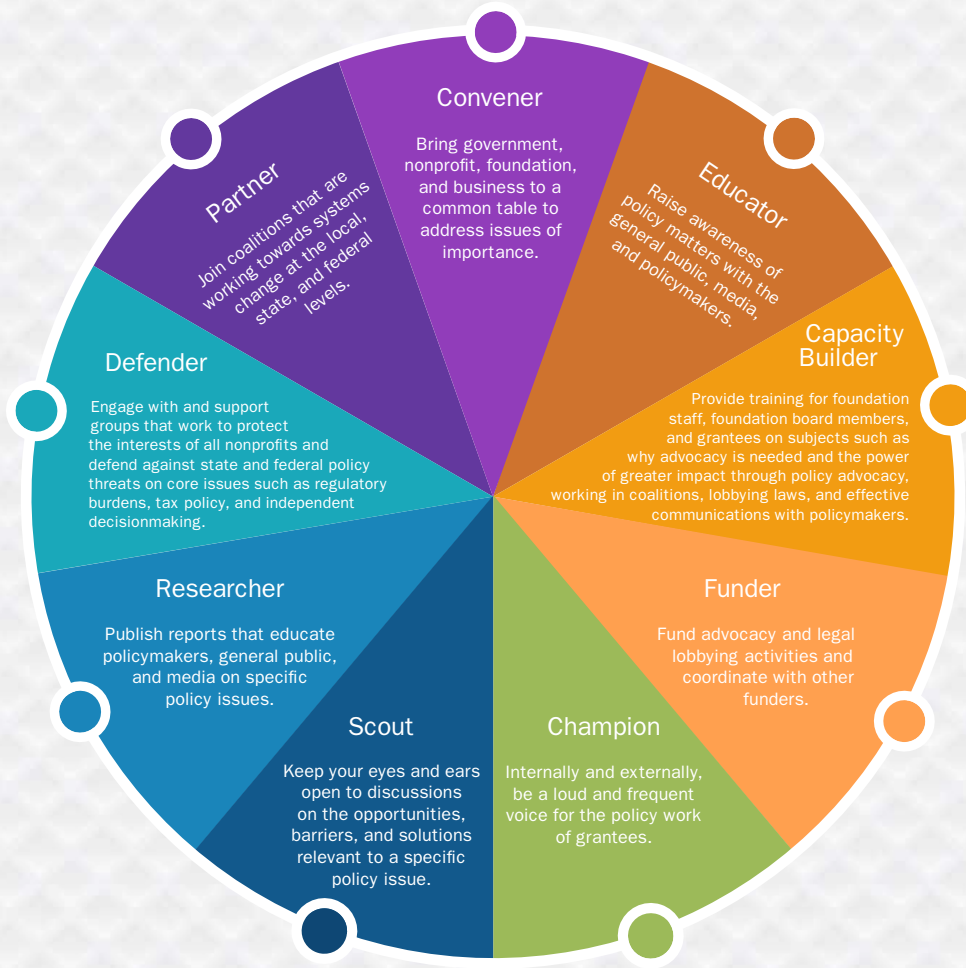 Convener
Bring government,
nonprofit, foundation,
and business to a
common table to
address issues of
importance.
Educator
Raise awareness of
policy matters with the
general public, media,
and policymakers.
Capacity
Builder
Provide training for foundation
staff, foundation board members,
and grantees on subjects such as
why advocacy is needed and the power
of greater impact through policy advocacy,
working in coalitions, lobbying laws, and effective
communications with policymakers.
Funder
Fund advocacy and legal
lobbying activities and
coordinate with other
funders.
Champion
Internally and externally,
be a loud and frequent
voice for the policy work
of grantees.
Scout
Keep your eyes and ears
open to discussions
on the opportunities,
barriers, and solutions
relevant to a specific
policy issue.
Researcher
Publish reports that educate
policymakers, general public,
and media on specific
policy issues.
Defender
Engage with and support
groups that work to protect
the interests of all nonprofits and
defend against state and federal policy
threats on core issues such as regulatory
burdens, tax policy, and independent
decisionmaking.
Partner
Join coalitions that are
working towards systems
change at the local,
state, and federal
levels.